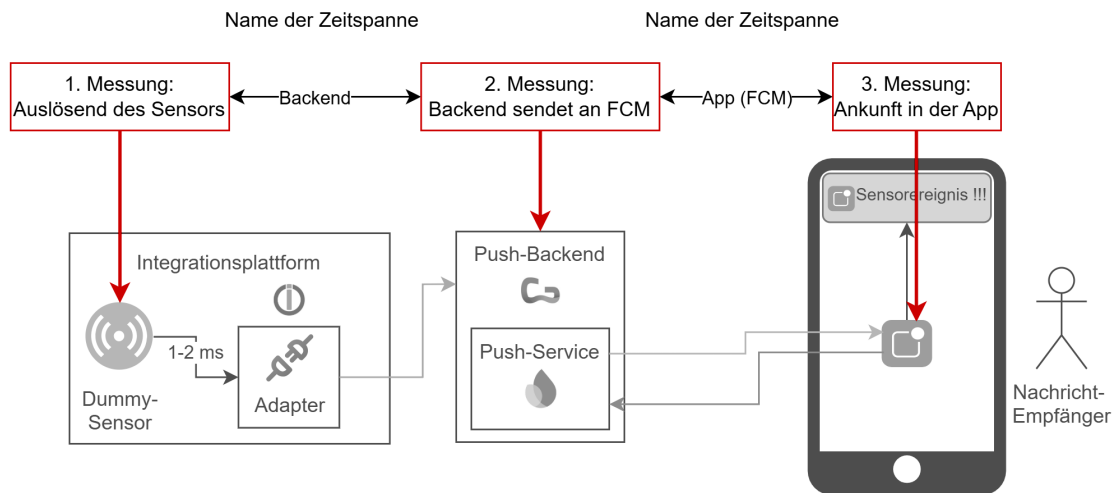 Name der Zeitspanne
Name der Zeitspanne
1. Messung:
Auslösend des Sensors
Backend
2. Messung:
Backend sendet an FCM
App (FCM)
3. Messung:
Ankunft in der App
Sensorereignis !!!
Integrationsplattform
Push-Backend
1-2 ms
Push-Service
Dummy-
Sensor
Adapter
Nachricht-
Empfänger